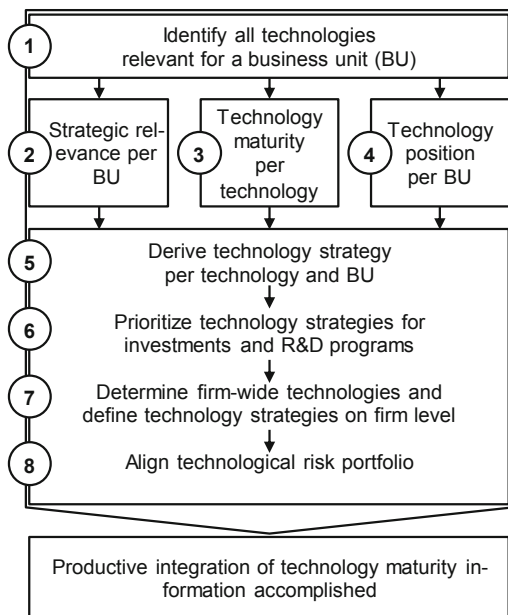 1
Identify all technologies
relevant for a business unit (BU)
2
Strategic rel-
evance per
BU
3
Technology
maturity
per
technology
4
Technology
position
per BU
5
Derive technology strategy
per technology and BU
6
Prioritize technology strategies for
investments and R&D programs
7
Determine firm-wide technologies and
define technology strategies on firm level
8
Align technological risk portfolio
Productive integration of technology maturity in-
formation accomplished